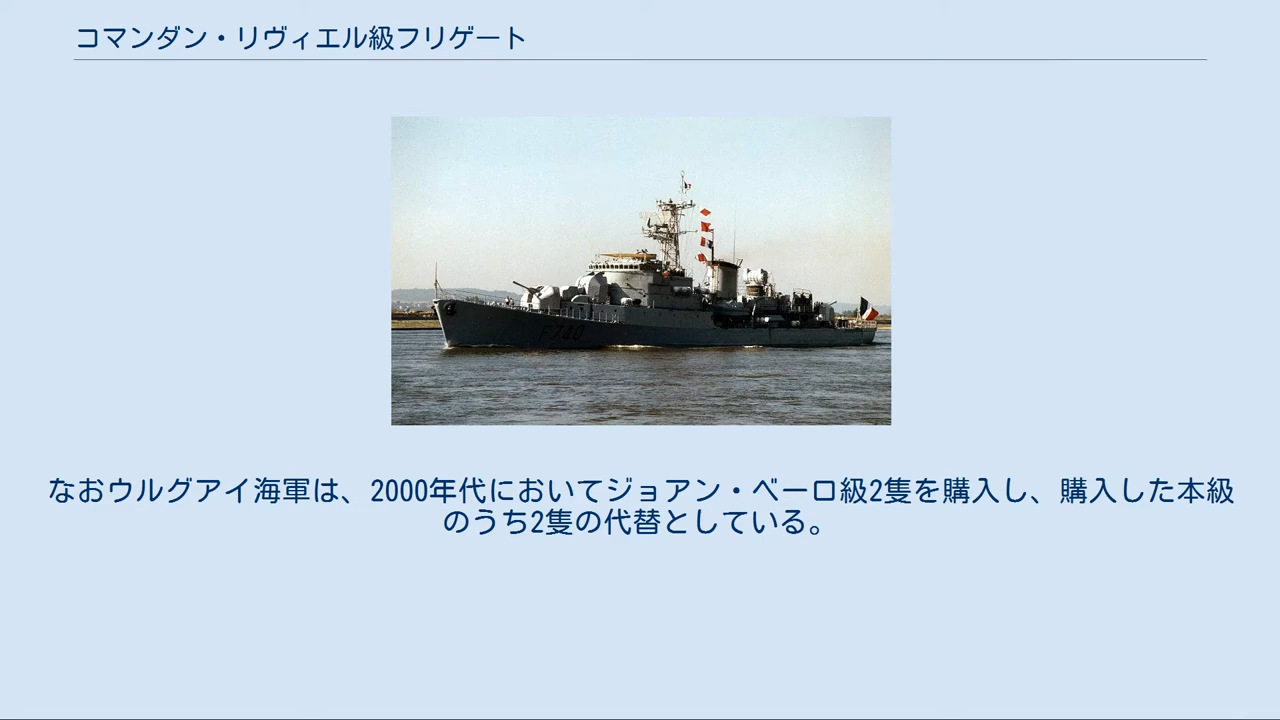 コマンダン・リヴィエル級フリゲート
F740
なおウルグアイ海軍は、2000年代においてジョアン・ベーロ級2隻を購入し、購入した本級
のうち2隻の代替としている。